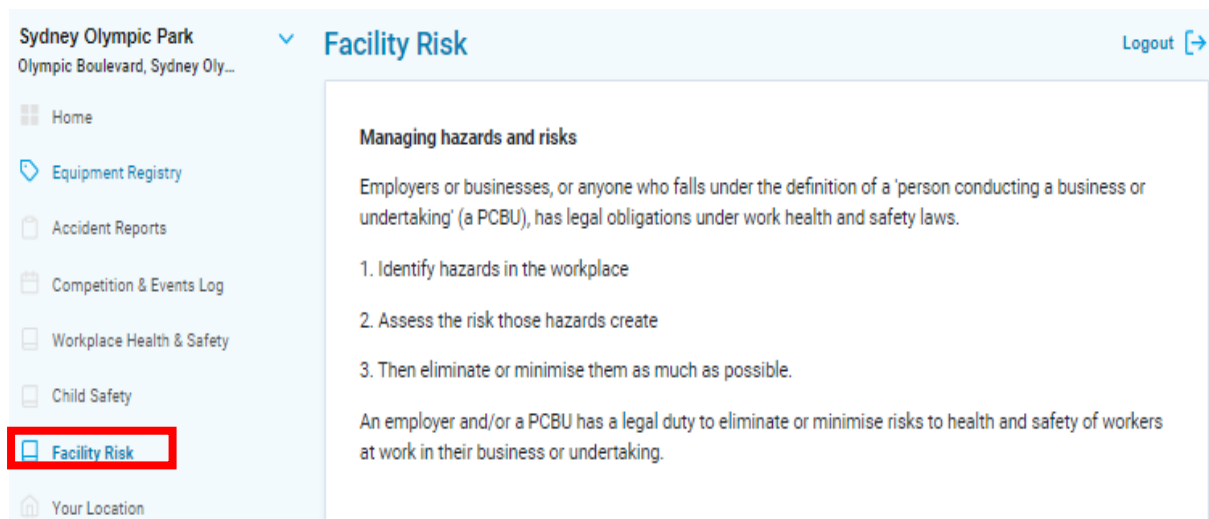 Sydney Olympic Park
Olympic Boulevard, Sydney Oly...
Home
Equipment Registry
Accident Reports
Competition & Events Log
Workplace Health & Safety
Child Safety
Facility Risk
Your Location
Facility Risk
Logout
Managing hazards and risks
Employers or businesses, or anyone who falls under the definition of a 'person conducting a business or
undertaking' (a PCBU), has legal obligations under work health and safety laws.
1. Identify hazards in the workplace
2. Assess the risk those hazards create
3. Then eliminate or minimise them as much as possible.
An employer and/or a PCBU has a legal duty to eliminate or minimise risks to health and safety of workers
at work in their business or undertaking.